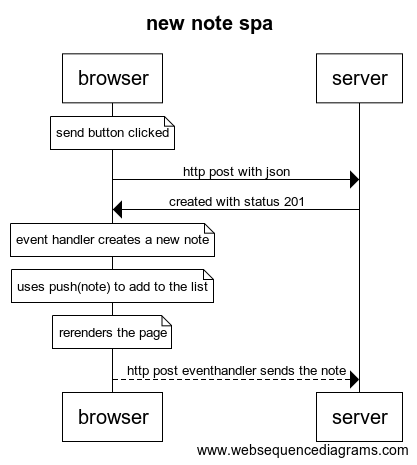 new note spa
browser
server
send button clicked
http post with json
created with status 201
event handler creates a new note
uses push(note) to add to the list
rerenders the page
http post eventhandler sends the note
browser
server
www.websequencediagrams.com